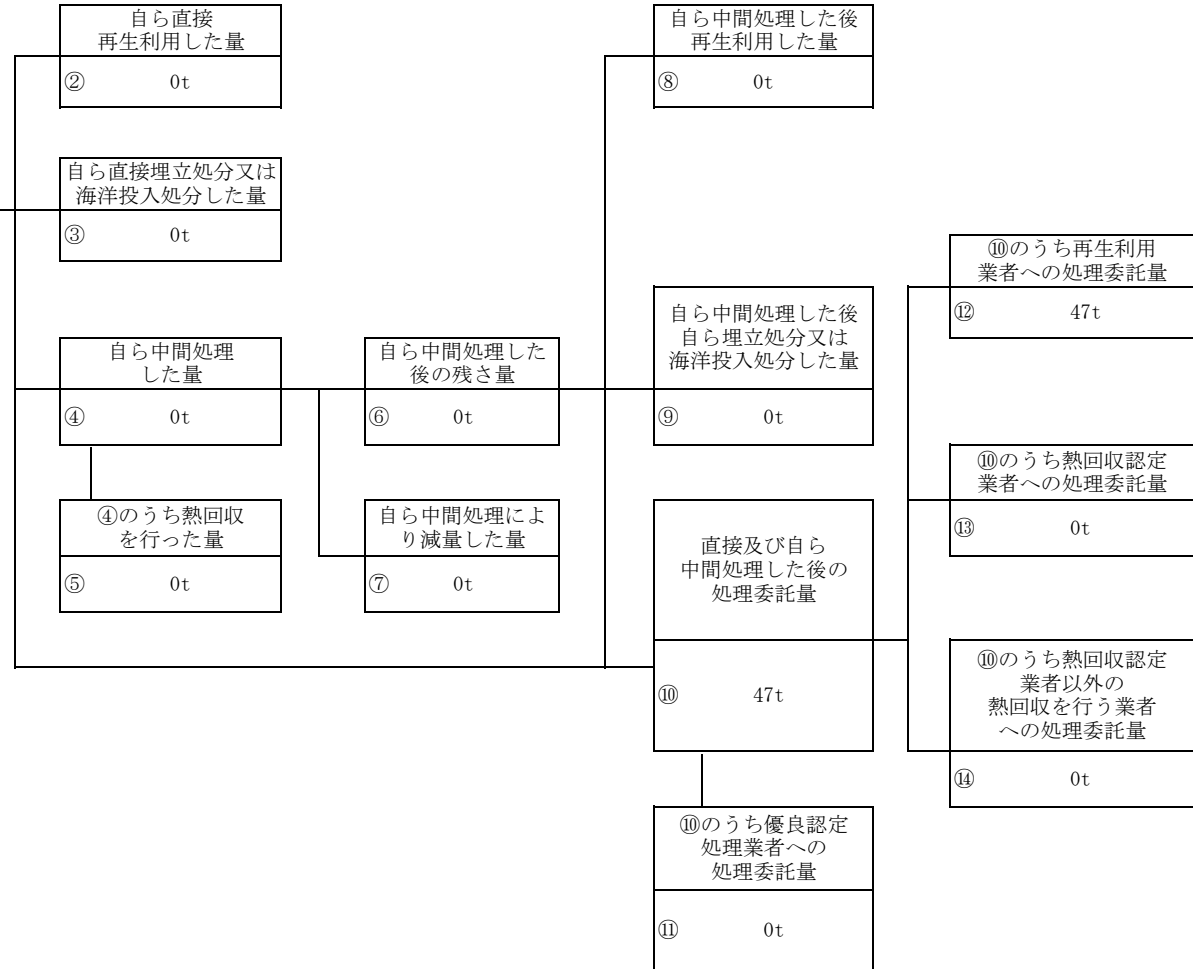 自ら直接
再生利用した量
② 0t
自ら直接埋立処分又は
海洋投入処分した量
③ 0t
自ら中間処理
した量
④ 0t
④のうち熱回収
を行った量
⑤ 0t
自ら中間処理した
後の残さ量
⑥ 0t
自ら中間処理によ
り減量した量
⑦ 0t
自ら中間処理した後
再生利用した量
⑧ 0t
自ら中間処理した後
自ら埋立処分又は
海洋投入処分した量
⑨ 0t
直接及び自ら
中間処理した後の
処理委託量
⑩ 47t
⑩のうち優良認定
処理業者への
処理委託量
⑪ 0t
⑩のうち再生利用
業者への処理委託量
⑫ 47t
⑩のうち熱回収認定
業者への処理委託量
⑬ 0t
⑩のうち熱回収認定
業者以外の
熱回収を行う業者
への処理委託量
⑭ 0t